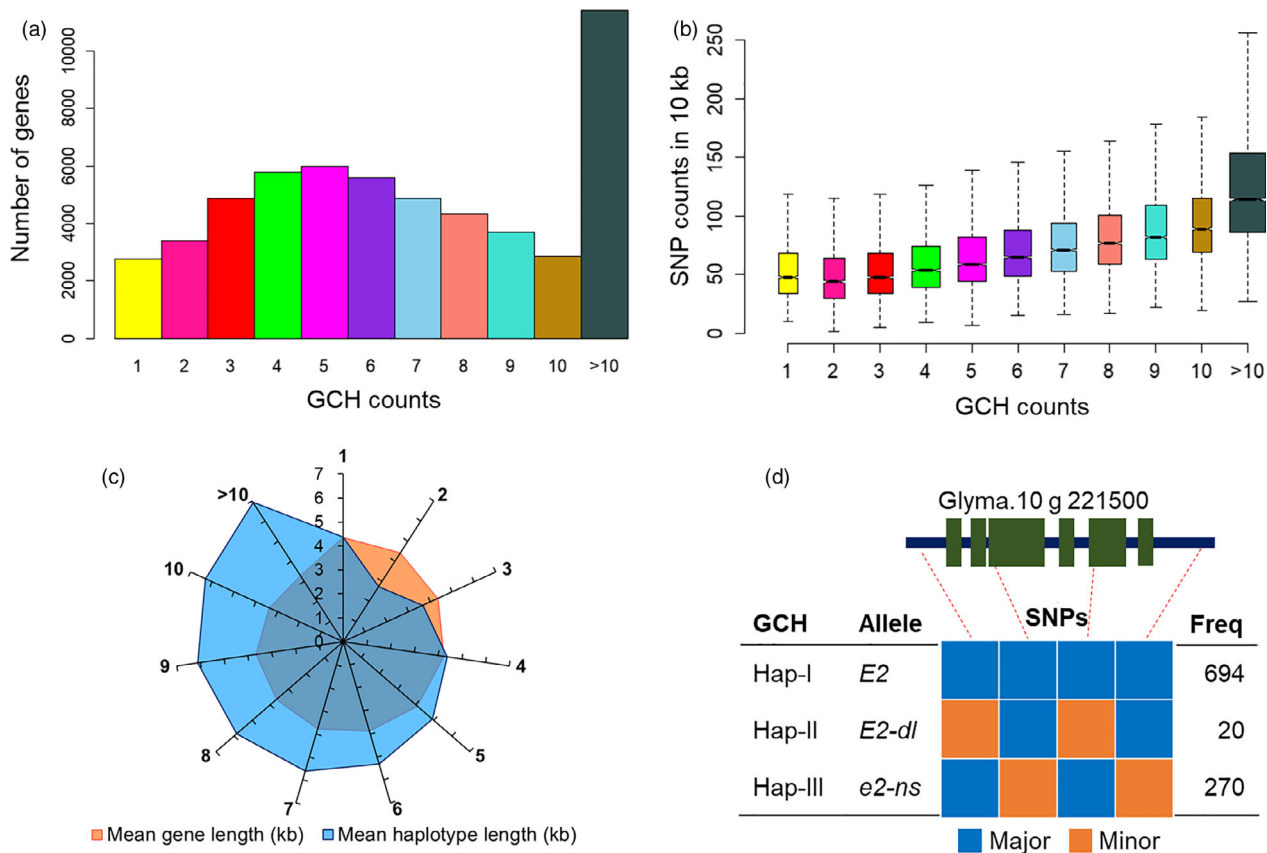 (a)
Number of genes
0
2000
4000
6000
8000
10000
1 2 3 4 5 6 7 8 9 10 >10
GCH counts
(b)
SNP counts in 10 kb
0
50
100
150
200
250
1 2 3 4 5 6 7 8 9 10 >10
GCH counts
(c)
1
2
3
4
5
6
7
8
9
10
>10
7
6
5
4
3
2
1
0
Mean gene length (kb) Mean haplotype length (kb)
(d)
Glyma.10 g 221500
GCH Allele SNPs Freq
Hap-I E2 694
Hap-II E2-dl 20
Hap-III e2-ns 270
Major Minor